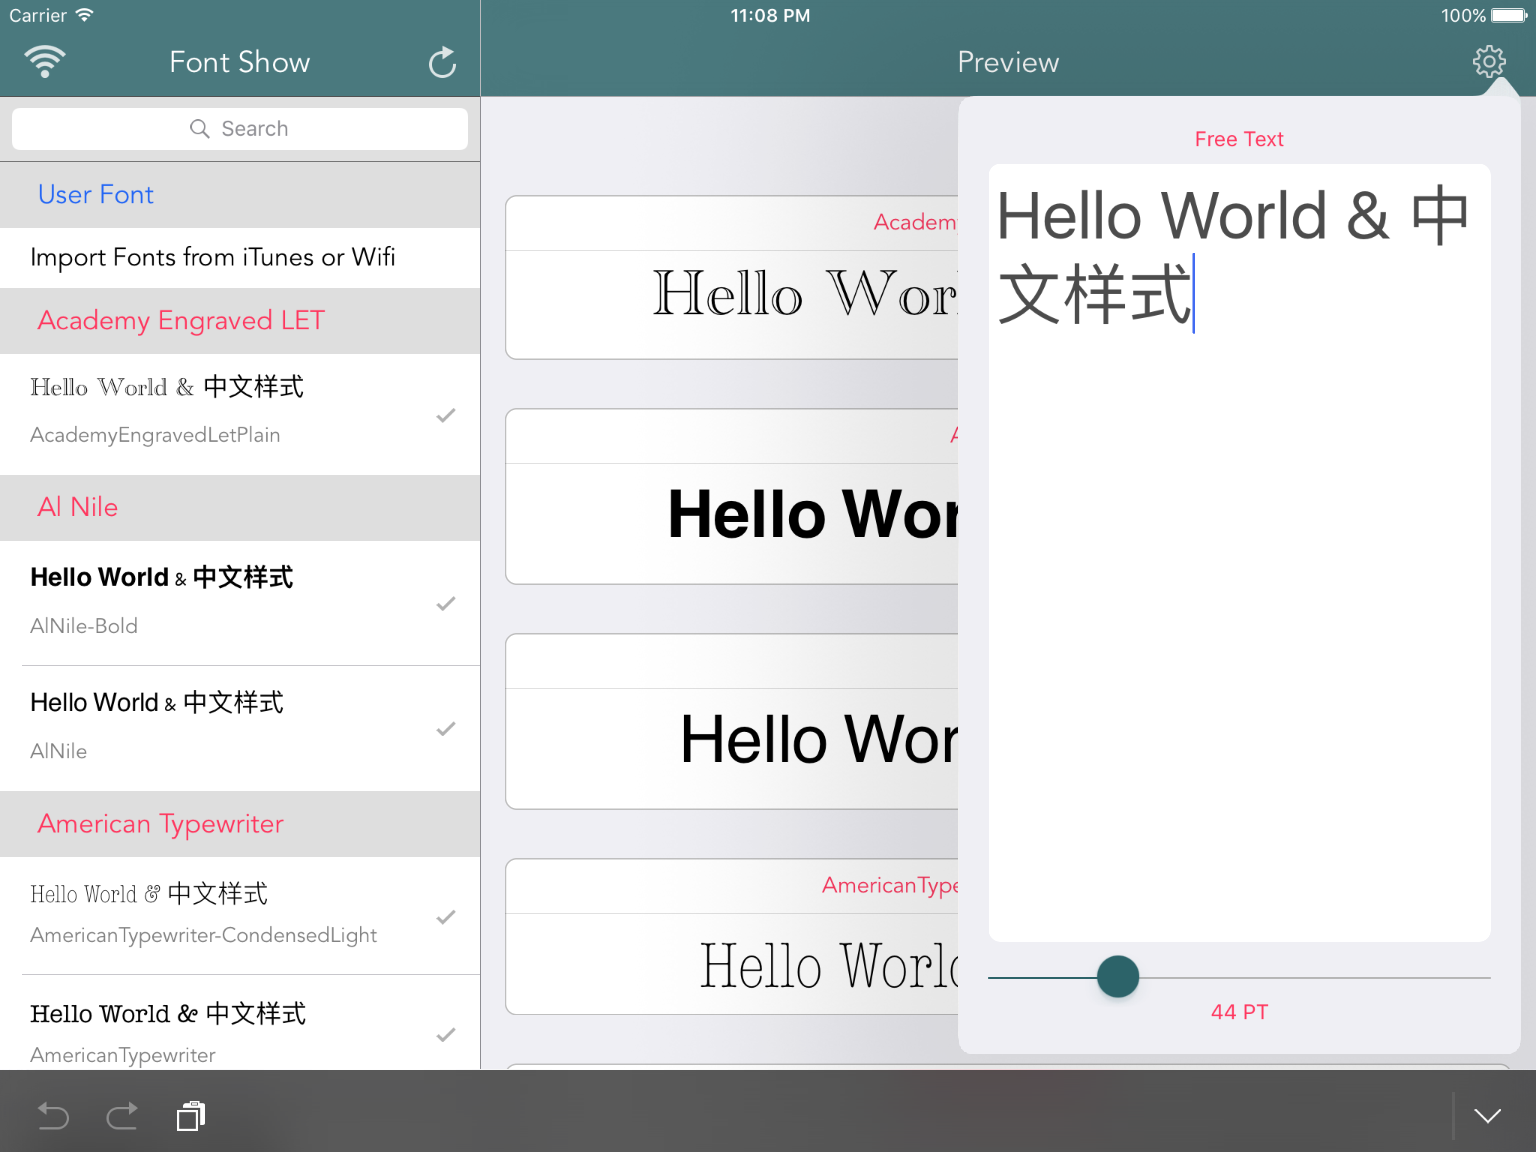 Carrier
11:08 PM
100%
Font Show
Preview
Search
User Font
Import Fonts from iTunes or Wifi
Academy Engraved LET
Hello World & 中文样式
AcademyEngravedLetPlain
Al Nile
Hello World & 中文样式
AlNile-Bold
Hello World & 中文样式
AlNile
American Typewriter
Hello World & 中文样式
AmericanTypewriter-CondensedLight
Hello World & 中文样式
AmericanTypewriter
Academy
Hello Wor
A
Hello Wor
Hello Wor
AmericanType
Hello World
Free Text
Hello World & 中
文样式
44 PT